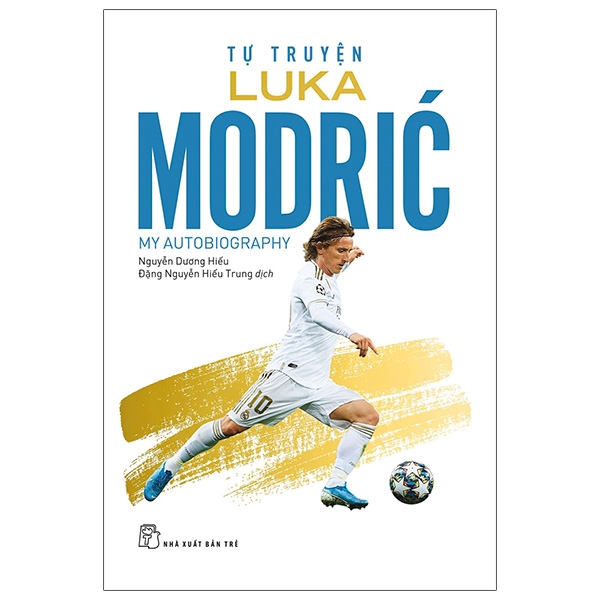 TỰ TRUYỆN
LUKA
MODRIĆ
MY AUTOBIOGRAPHY
Nguyễn Dương Hiếu
Đặng Nguyễn Hiếu Trung dịch
10
NHÀ XUẤT BẢN TRẺ